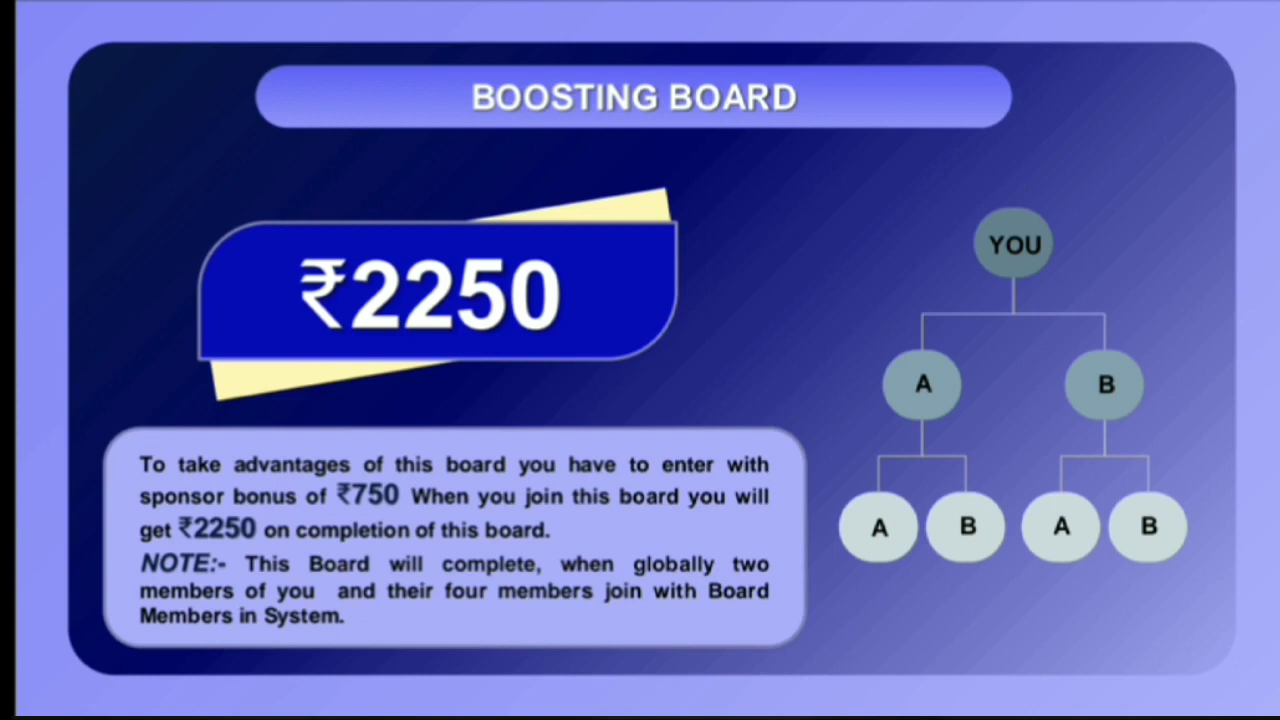 BOOSTING BOARD
₹2250
To take advantages of this board you have to enter with
sponsor bonus of ₹750 When you join this board you will
get ₹2250 on completion of this board.
NOTE:- This Board will complete, when globally two
members of you and their four members join with Board
Members in System.
YOU
A B
A B A B